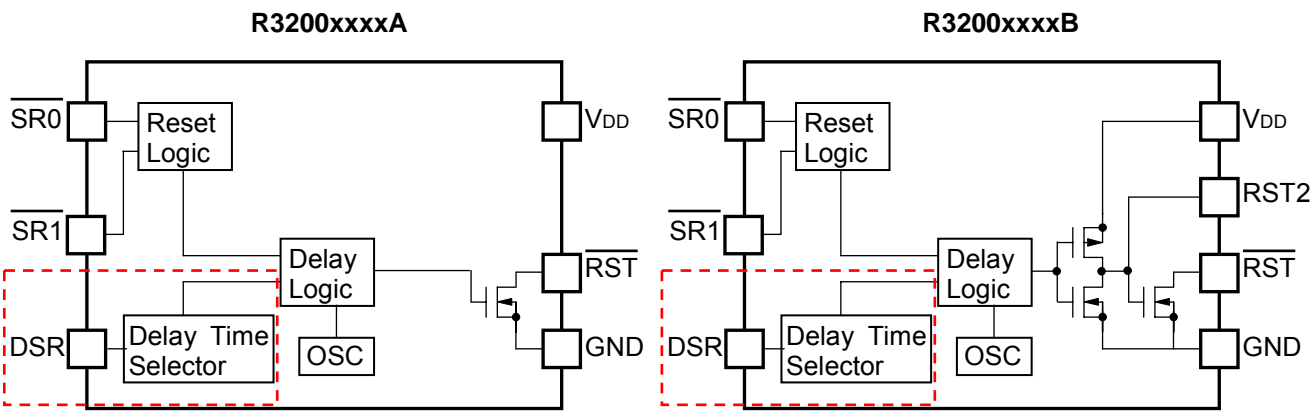 R3200xxxxA
SR0
Reset
Logic
VDD
SR1
Delay
Logic
RST
DSR
Delay Time
Selector
OSC
GND
R3200xxxxB
SR0
Reset
Logic
VDD
RST2
SR1
Delay
Logic
RST
DSR
Delay Time
Selector
OSC
GND